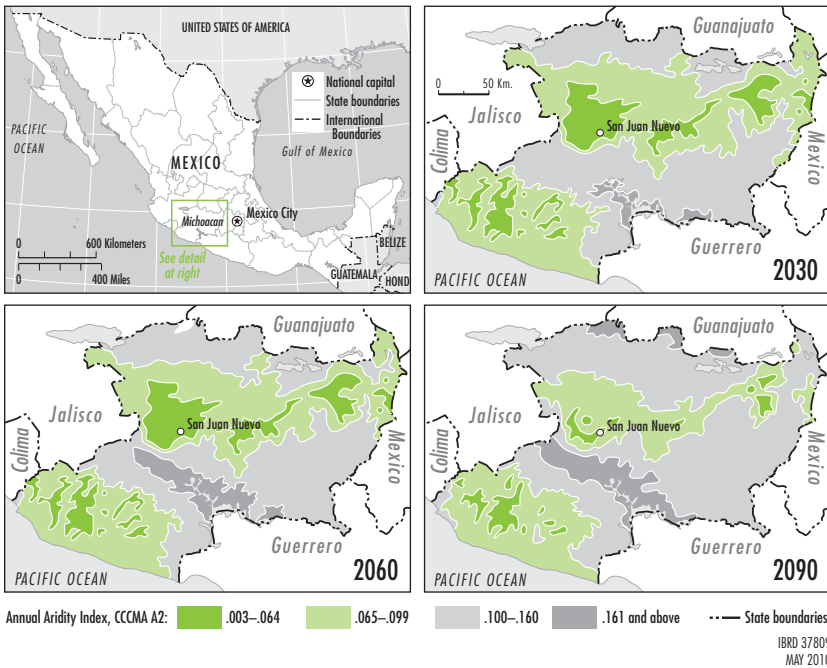 UNITED STATES OF AMERICA
National capital
State boundaries
International
Boundaries
PACIFIC
OCEAN
MEXICO
Gulf of Mexico
Michoacan
Mexico City
0 600 Kilometers
0 400 Miles
See detail
at right
BELIZE
GUATEMALA
HOND
Guanajuato
0 50 Km.
Jalisco
San Juan Nuevo
Colima
Mexico
Guerrero
PACIFIC OCEAN
2030
Guanajuato
Jalisco
San Juan Nuevo
Colima
Mexico
Guerrero
PACIFIC OCEAN
2060
Guanajuato
Jalisco
San Juan Nuevo
Colima
Mexico
Guerrero
PACIFIC OCEAN
2090
Annual Aridity Index, CCCMA A2: .003–.064 .065–.099 .100–.160 .161 and above State boundaries
IBRD 37809
MAY 2010